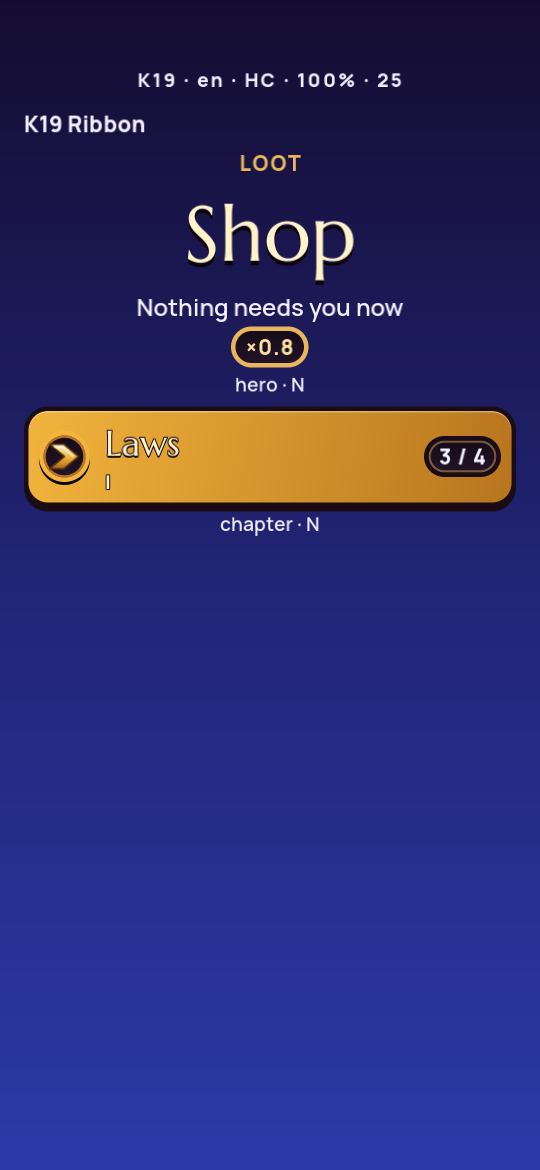 K19 · en · HC · 100% · 25
K19 Ribbon
LOOT
Shop
Nothing needs you now
×0.8
hero · N
Laws
3 / 4
I
chapter · N